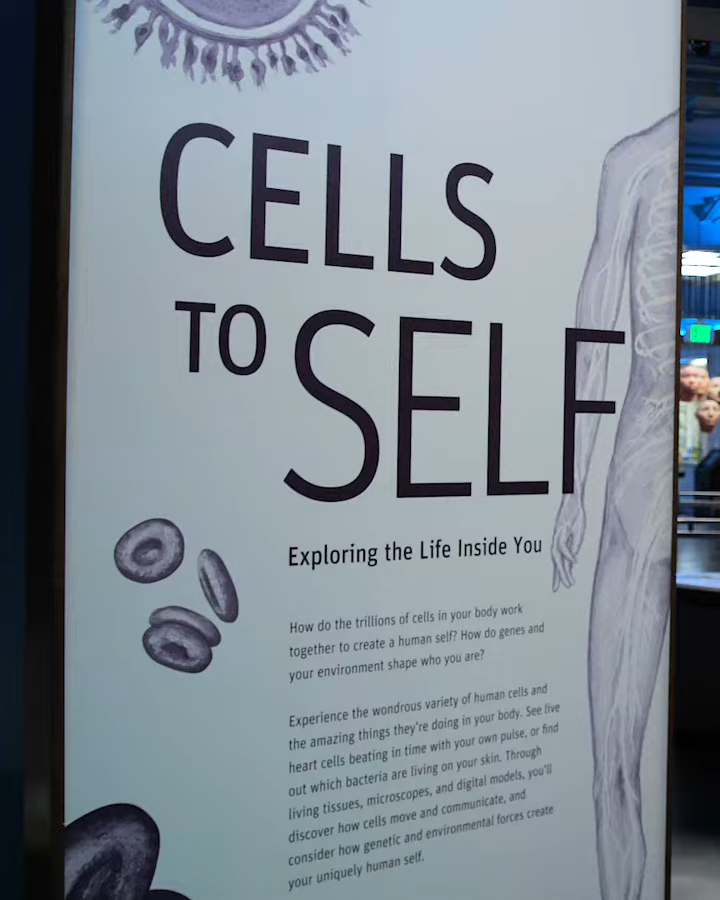 CELLS
TO SELF
Exploring the Life Inside You
How do the trillions of cells in your body work
together to create a human self? How do genes and
your environment shape who you are?
Experience the wondrous variety of human cells and
the amazing things they're doing in your body. See live
heart cells beating in time with your own pulse, or find
out which bacteria are living on your skin. Through
living tissues, microscopes, and digital models, you'll
discover how cells move and communicate, and
consider how genetic and environmental forces create
your uniquely human self.